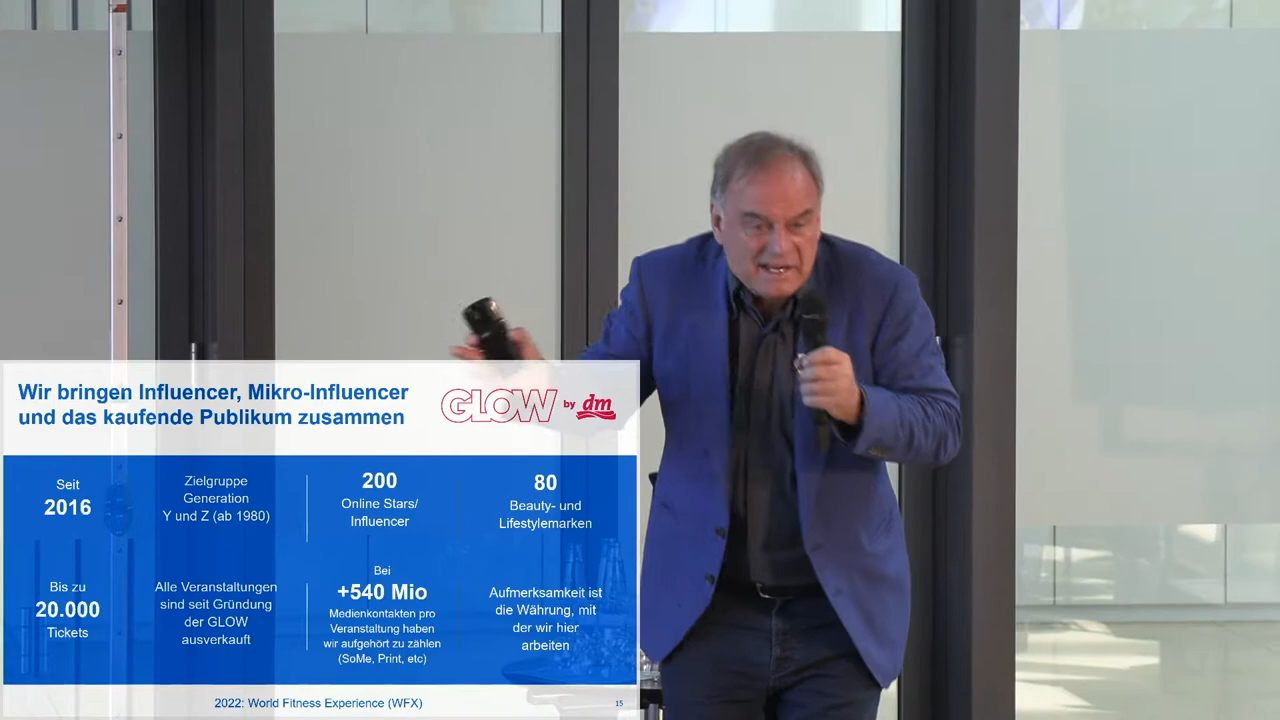 Wir bringen Influencer, Mikro-Influencer
und das kaufende Publikum zusammen
GLOW by dm
Seit
2016
Zielgruppe
Generation
Y und Z (ab 1980)
200
Online Stars/
Influencer
80
Beauty- und
Lifestylemarken
Bis zu
20.000
Tickets
Alle Veranstaltungen
sind seit Gründung
der GLOW
ausverkauft
Bei
+540 Mio
Medienkontakten pro
Veranstaltung haben
wir aufgehört zu zählen
(SoMe, Print, etc)
Aufmerksamkeit ist
die Währung, mit
der wir hier
arbeiten
2022: World Fitness Experience (WFX)
15